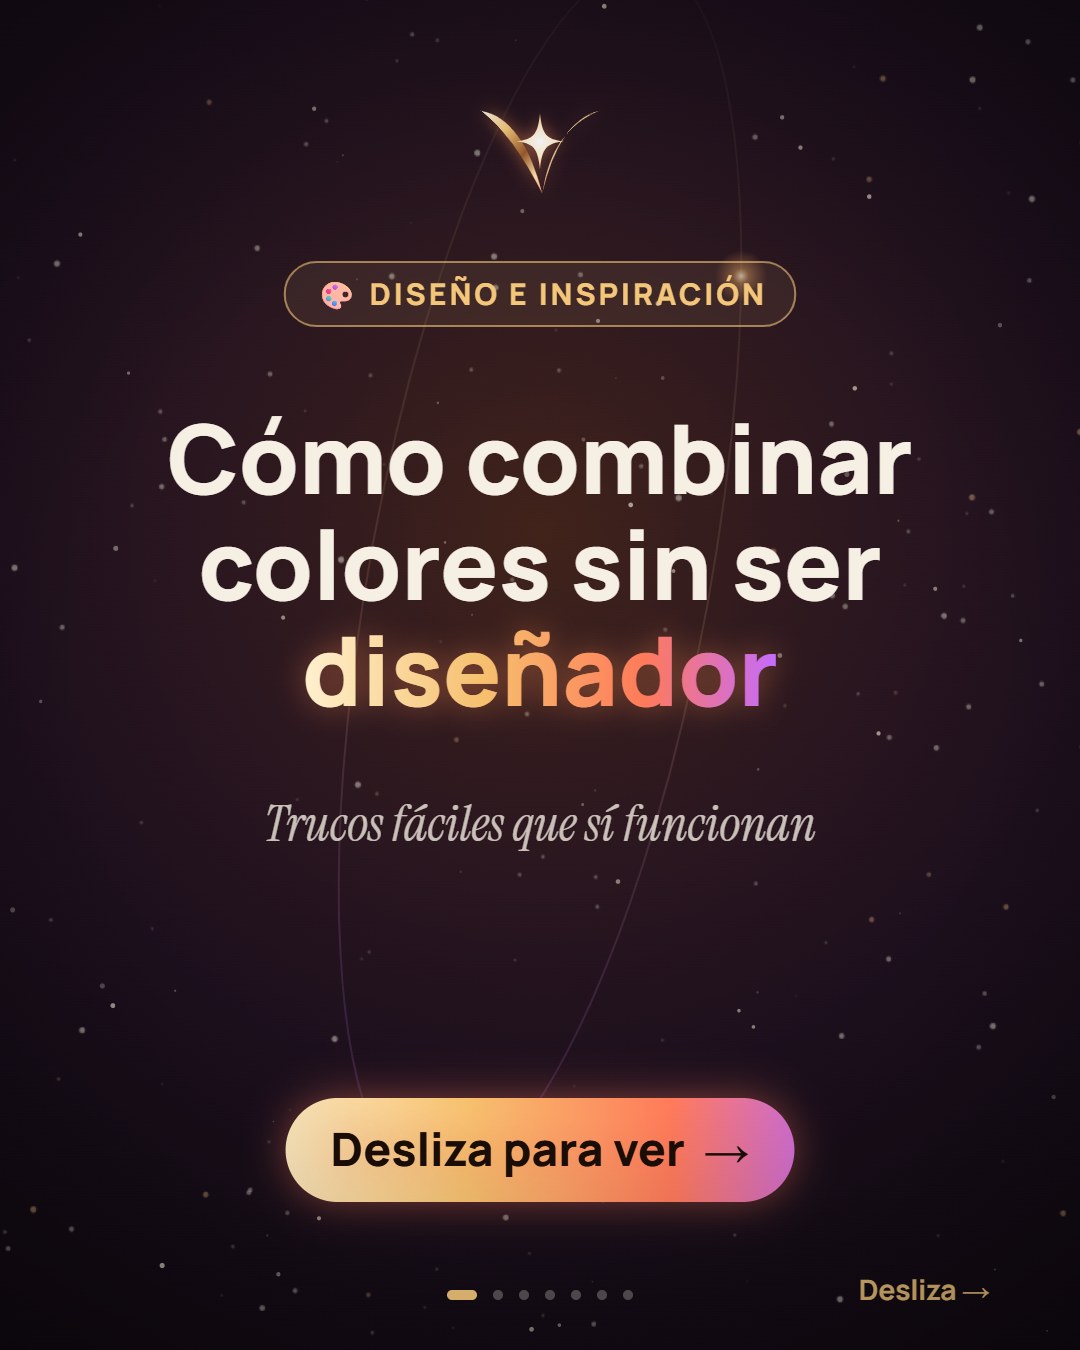 🎨 DISEÑO E INSPIRACIÓN
Cómo combinar
colores sin ser
diseñador
Trucos fáciles que sí funcionan
Desliza para ver →
Desliza →